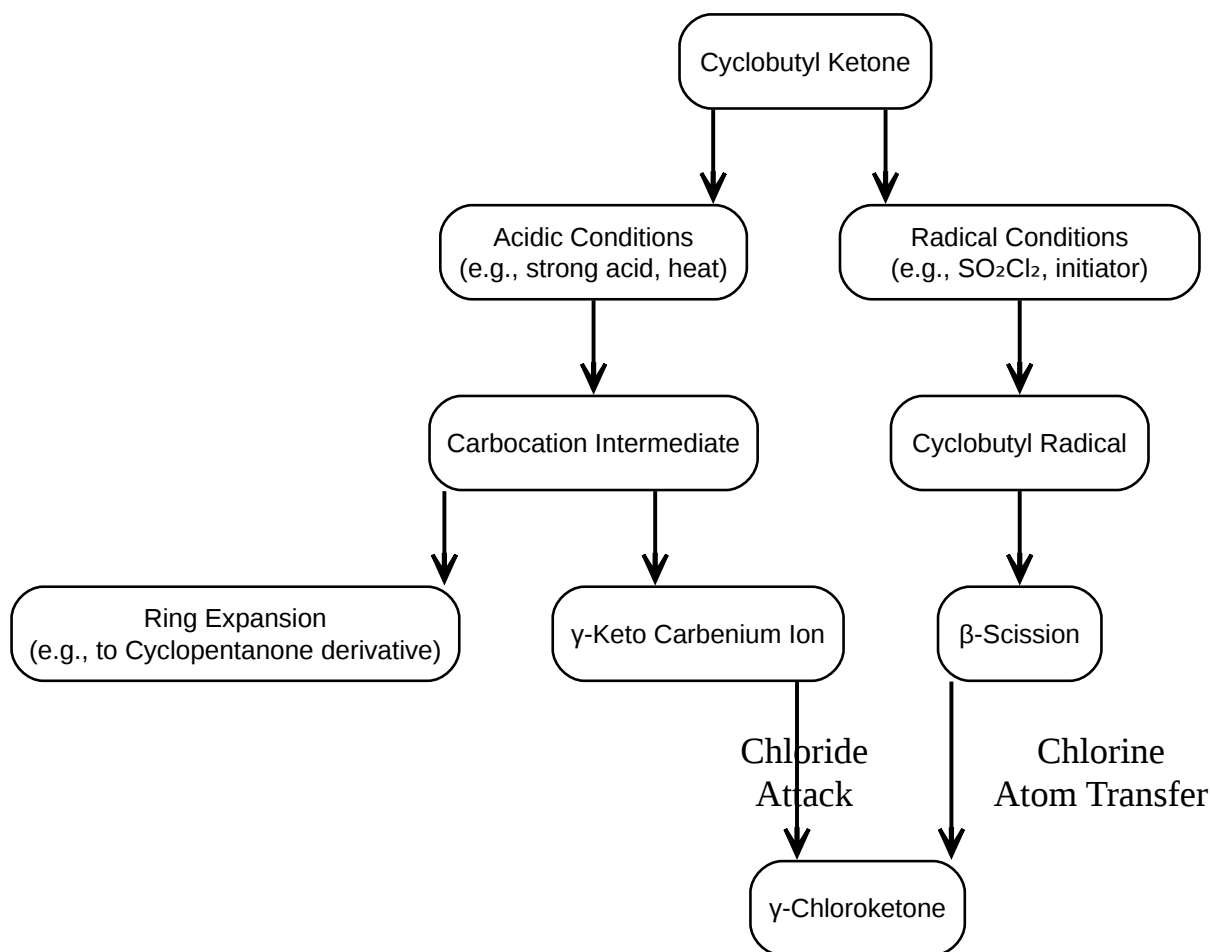 Cyclobutyl Ketone
Acidic Conditions
(e.g., strong acid, heat)
Radical Conditions
(e.g., SO₂Cl₂, initiator)
Carbocation Intermediate
Cyclobutyl Radical
Ring Expansion
(e.g., to Cyclopentanone derivative)
γ-Keto Carbenium Ion
β-Scission
Chloride
Attack
Chlorine
Atom Transfer
γ-Chloroketone